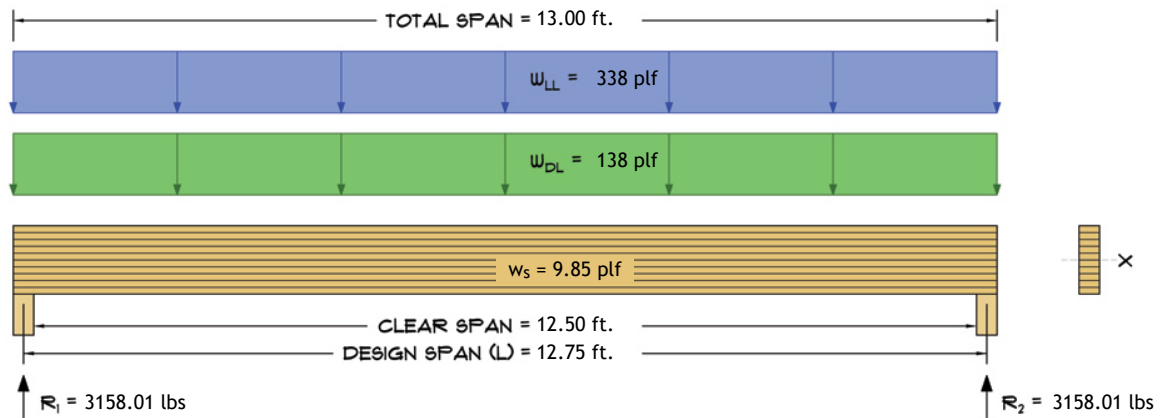 TOTAL SPAN = 13.00 ft.
W_LL = 338 plf
W_DL = 138 plf
w_s = 9.85 plf
X
CLEAR SPAN = 12.50 ft.
DESIGN SPAN (L) = 12.75 ft.
R_1 = 3158.01 lbs
R_2 = 3158.01 lbs